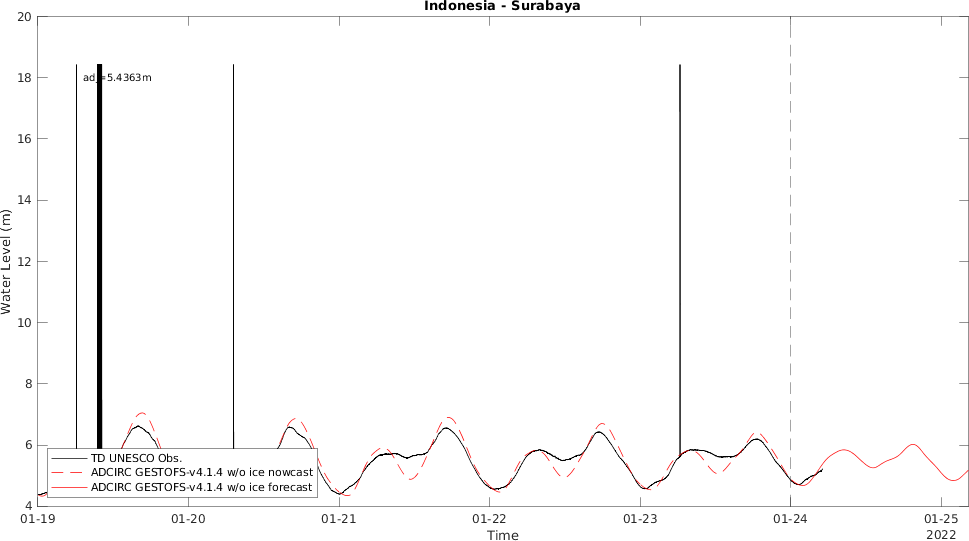 Indonesia - Surabaya
20
18
16
14
12
10
8
6
4
Water Level (m)
adj=5.4363m
TD UNESCO Obs.
ADCIRC GESTOFS-v4.1.4 w/o ice nowcast
ADCIRC GESTOFS-v4.1.4 w/o ice forecast
01-19
01-20
01-21
01-22
01-23
01-24
01-25
2022
Time